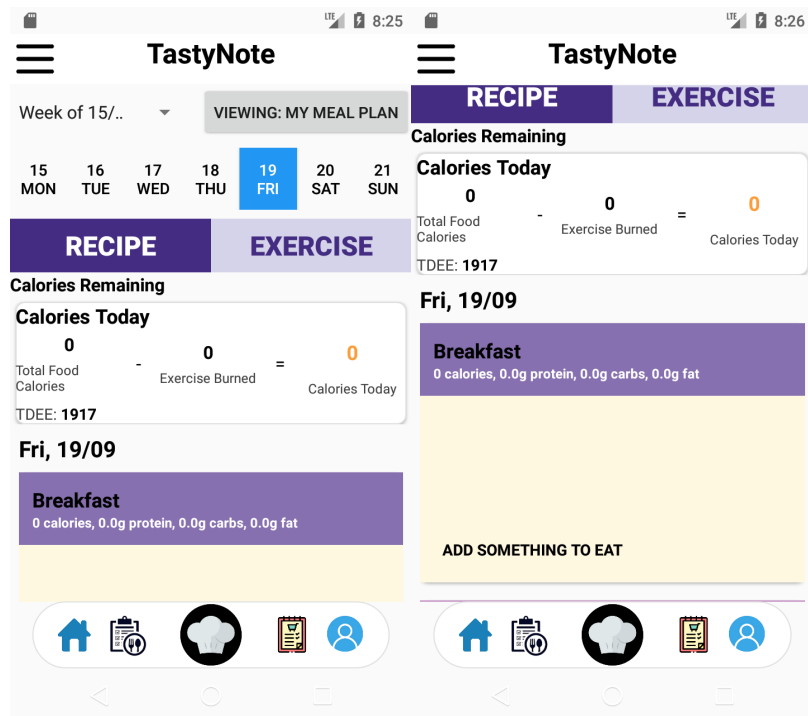 LTE 8:25
TastyNote
Week of 15/..
VIEWING: MY MEAL PLAN
15 16 17 18 19 20 21
MON TUE WED THU FRI SAT SUN
RECIPE EXERCISE
Calories Remaining
Calories Today
0 - 0 = 0
Total Food Calories
Exercise Burned
Calories Today
TDEE: 1917
Fri, 19/09
Breakfast
0 calories, 0.0g protein, 0.0g carbs, 0.0g fat
LTE 8:26
TastyNote
RECIPE EXERCISE
Calories Remaining
Calories Today
0 - 0 = 0
Total Food Calories
Exercise Burned
Calories Today
TDEE: 1917
Fri, 19/09
Breakfast
0 calories, 0.0g protein, 0.0g carbs, 0.0g fat
ADD SOMETHING TO EAT